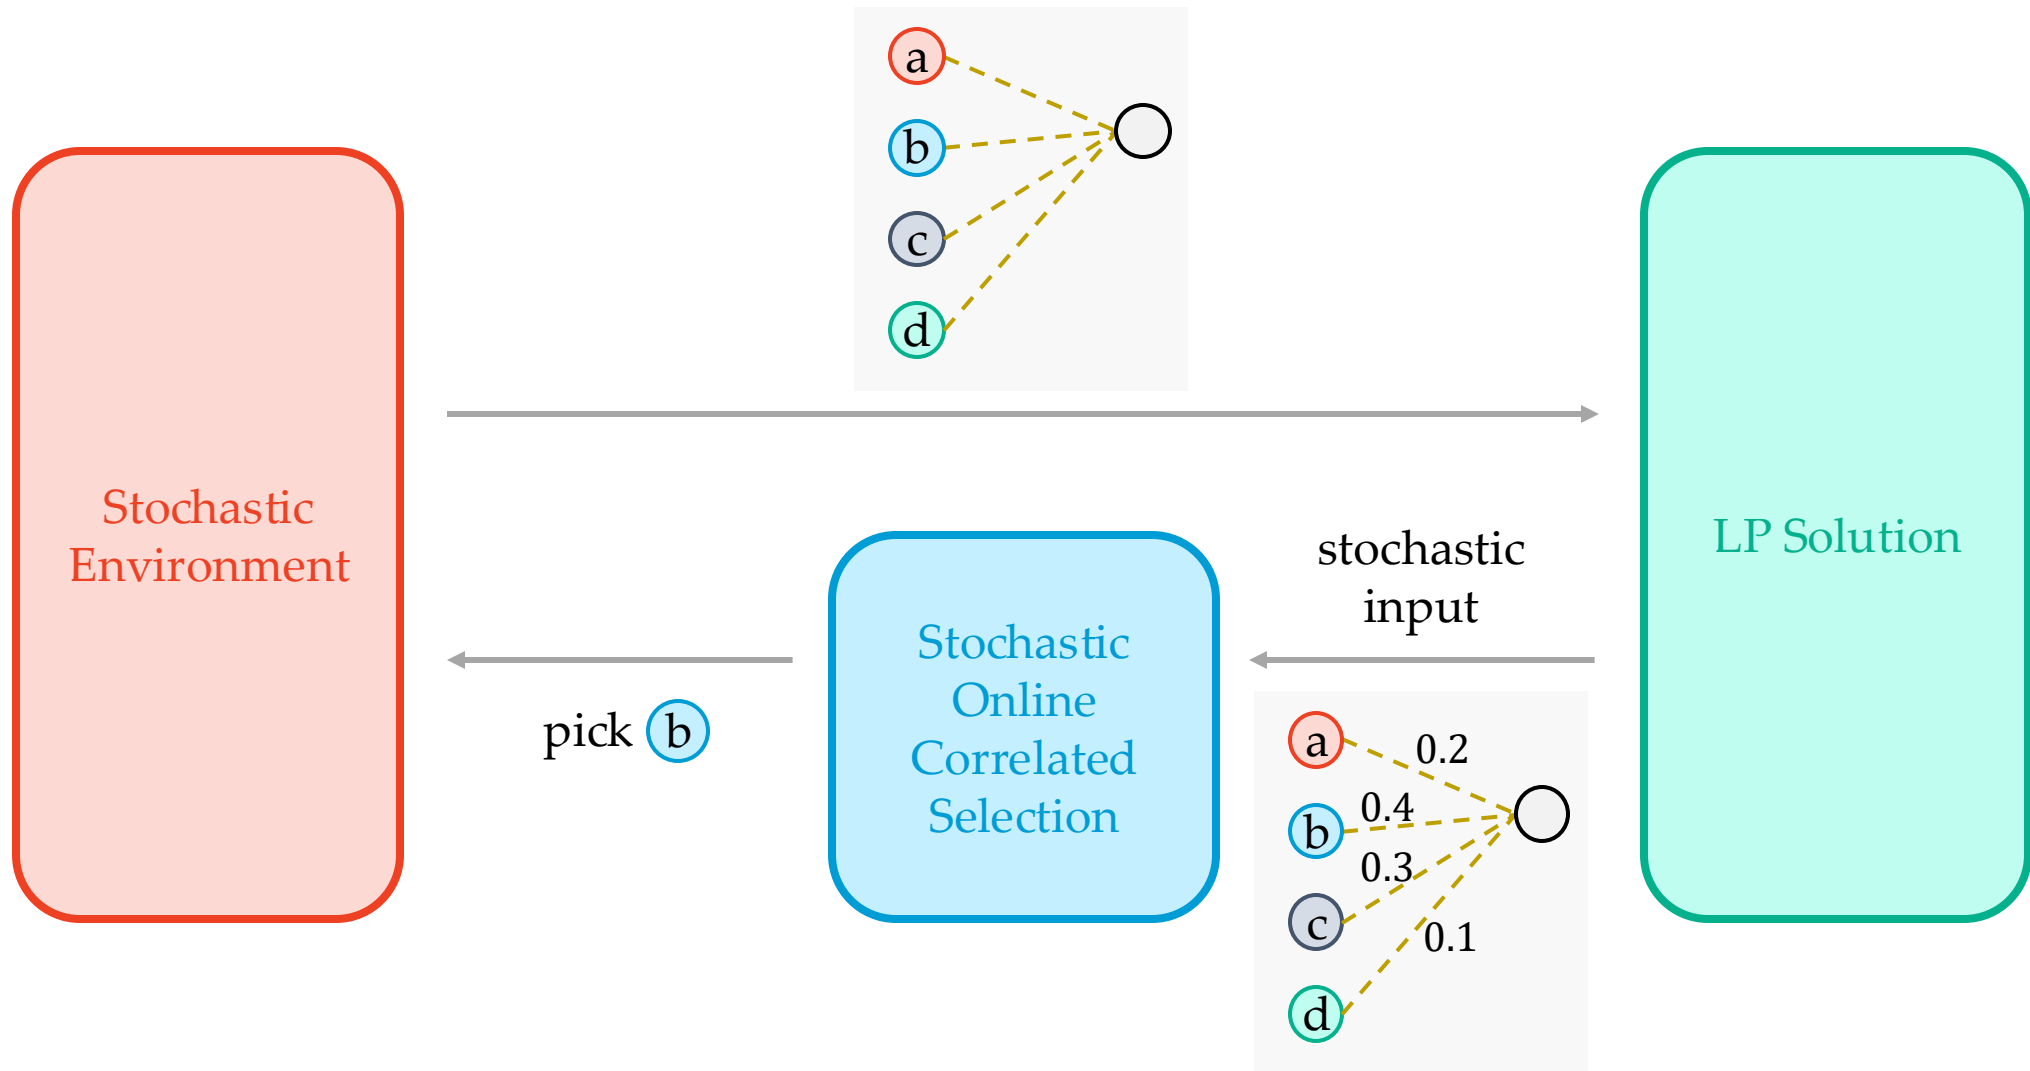 a
b
c
d
Stochastic
Environment
LP Solution
stochastic
input
Stochastic
Online
Correlated
Selection
pick b
a
0.2
b
0.4
0.3
c
0.1
d